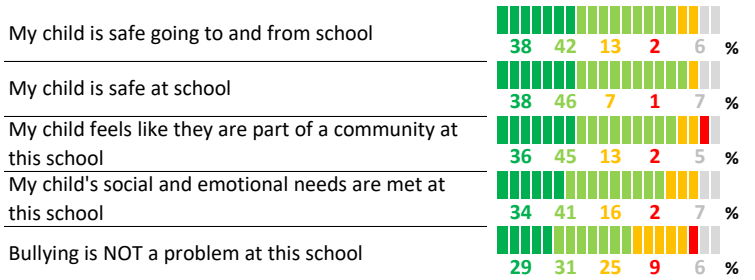 My child is safe going to and from school
38 42 13 2 6 %
My child is safe at school
38 46 7 1 7 %
My child feels like they are part of a community at
this school
36 45 13 2 5 %
My child's social and emotional needs are met at
this school
34 41 16 2 7 %
Bullying is NOT a problem at this school
29 31 25 9 6 %